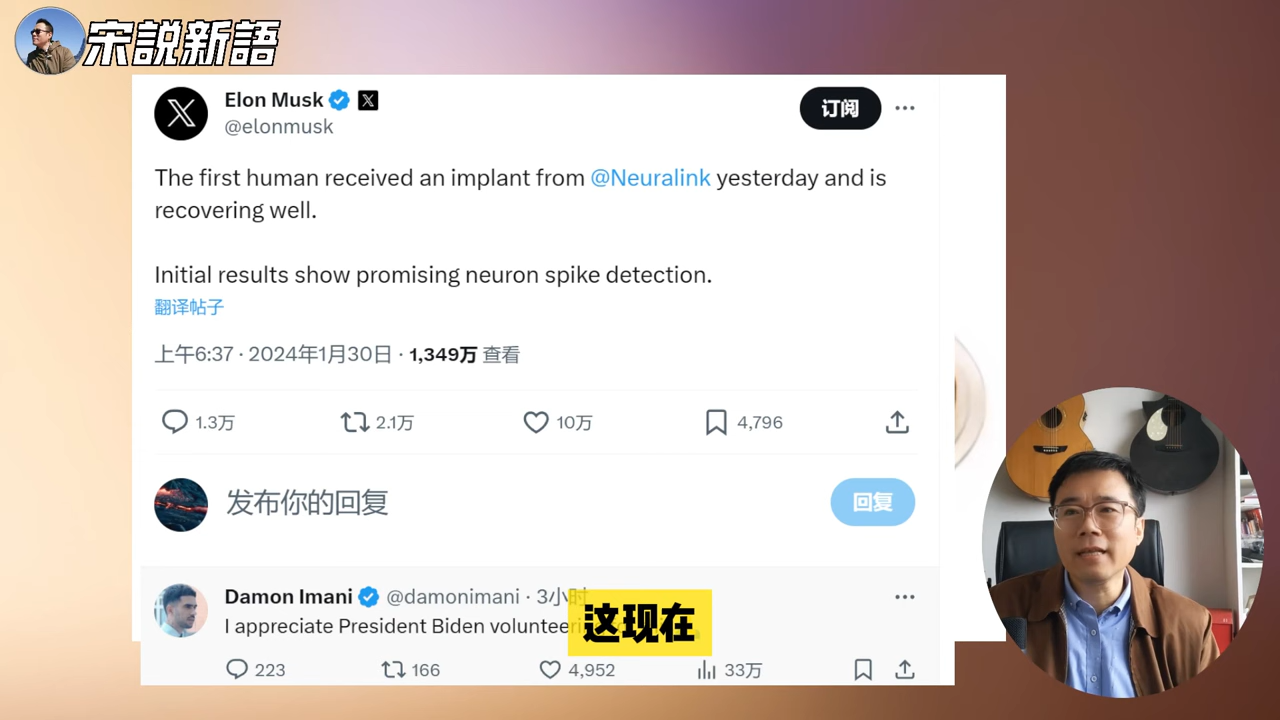 宋説新語
Elon Musk
@elonmusk
订阅
The first human received an implant from @Neuralink yesterday and is
recovering well.
Initial results show promising neuron spike detection.
翻译帖子
上午6:37 · 2024年1月30日 · 1,349万 查看
1.3万 2.1万 10万 4,796
发布你的回复
回复
Damon Imani @damonimani · 3小时
I appreciate President Biden
这现在
223 166 4,952 33万